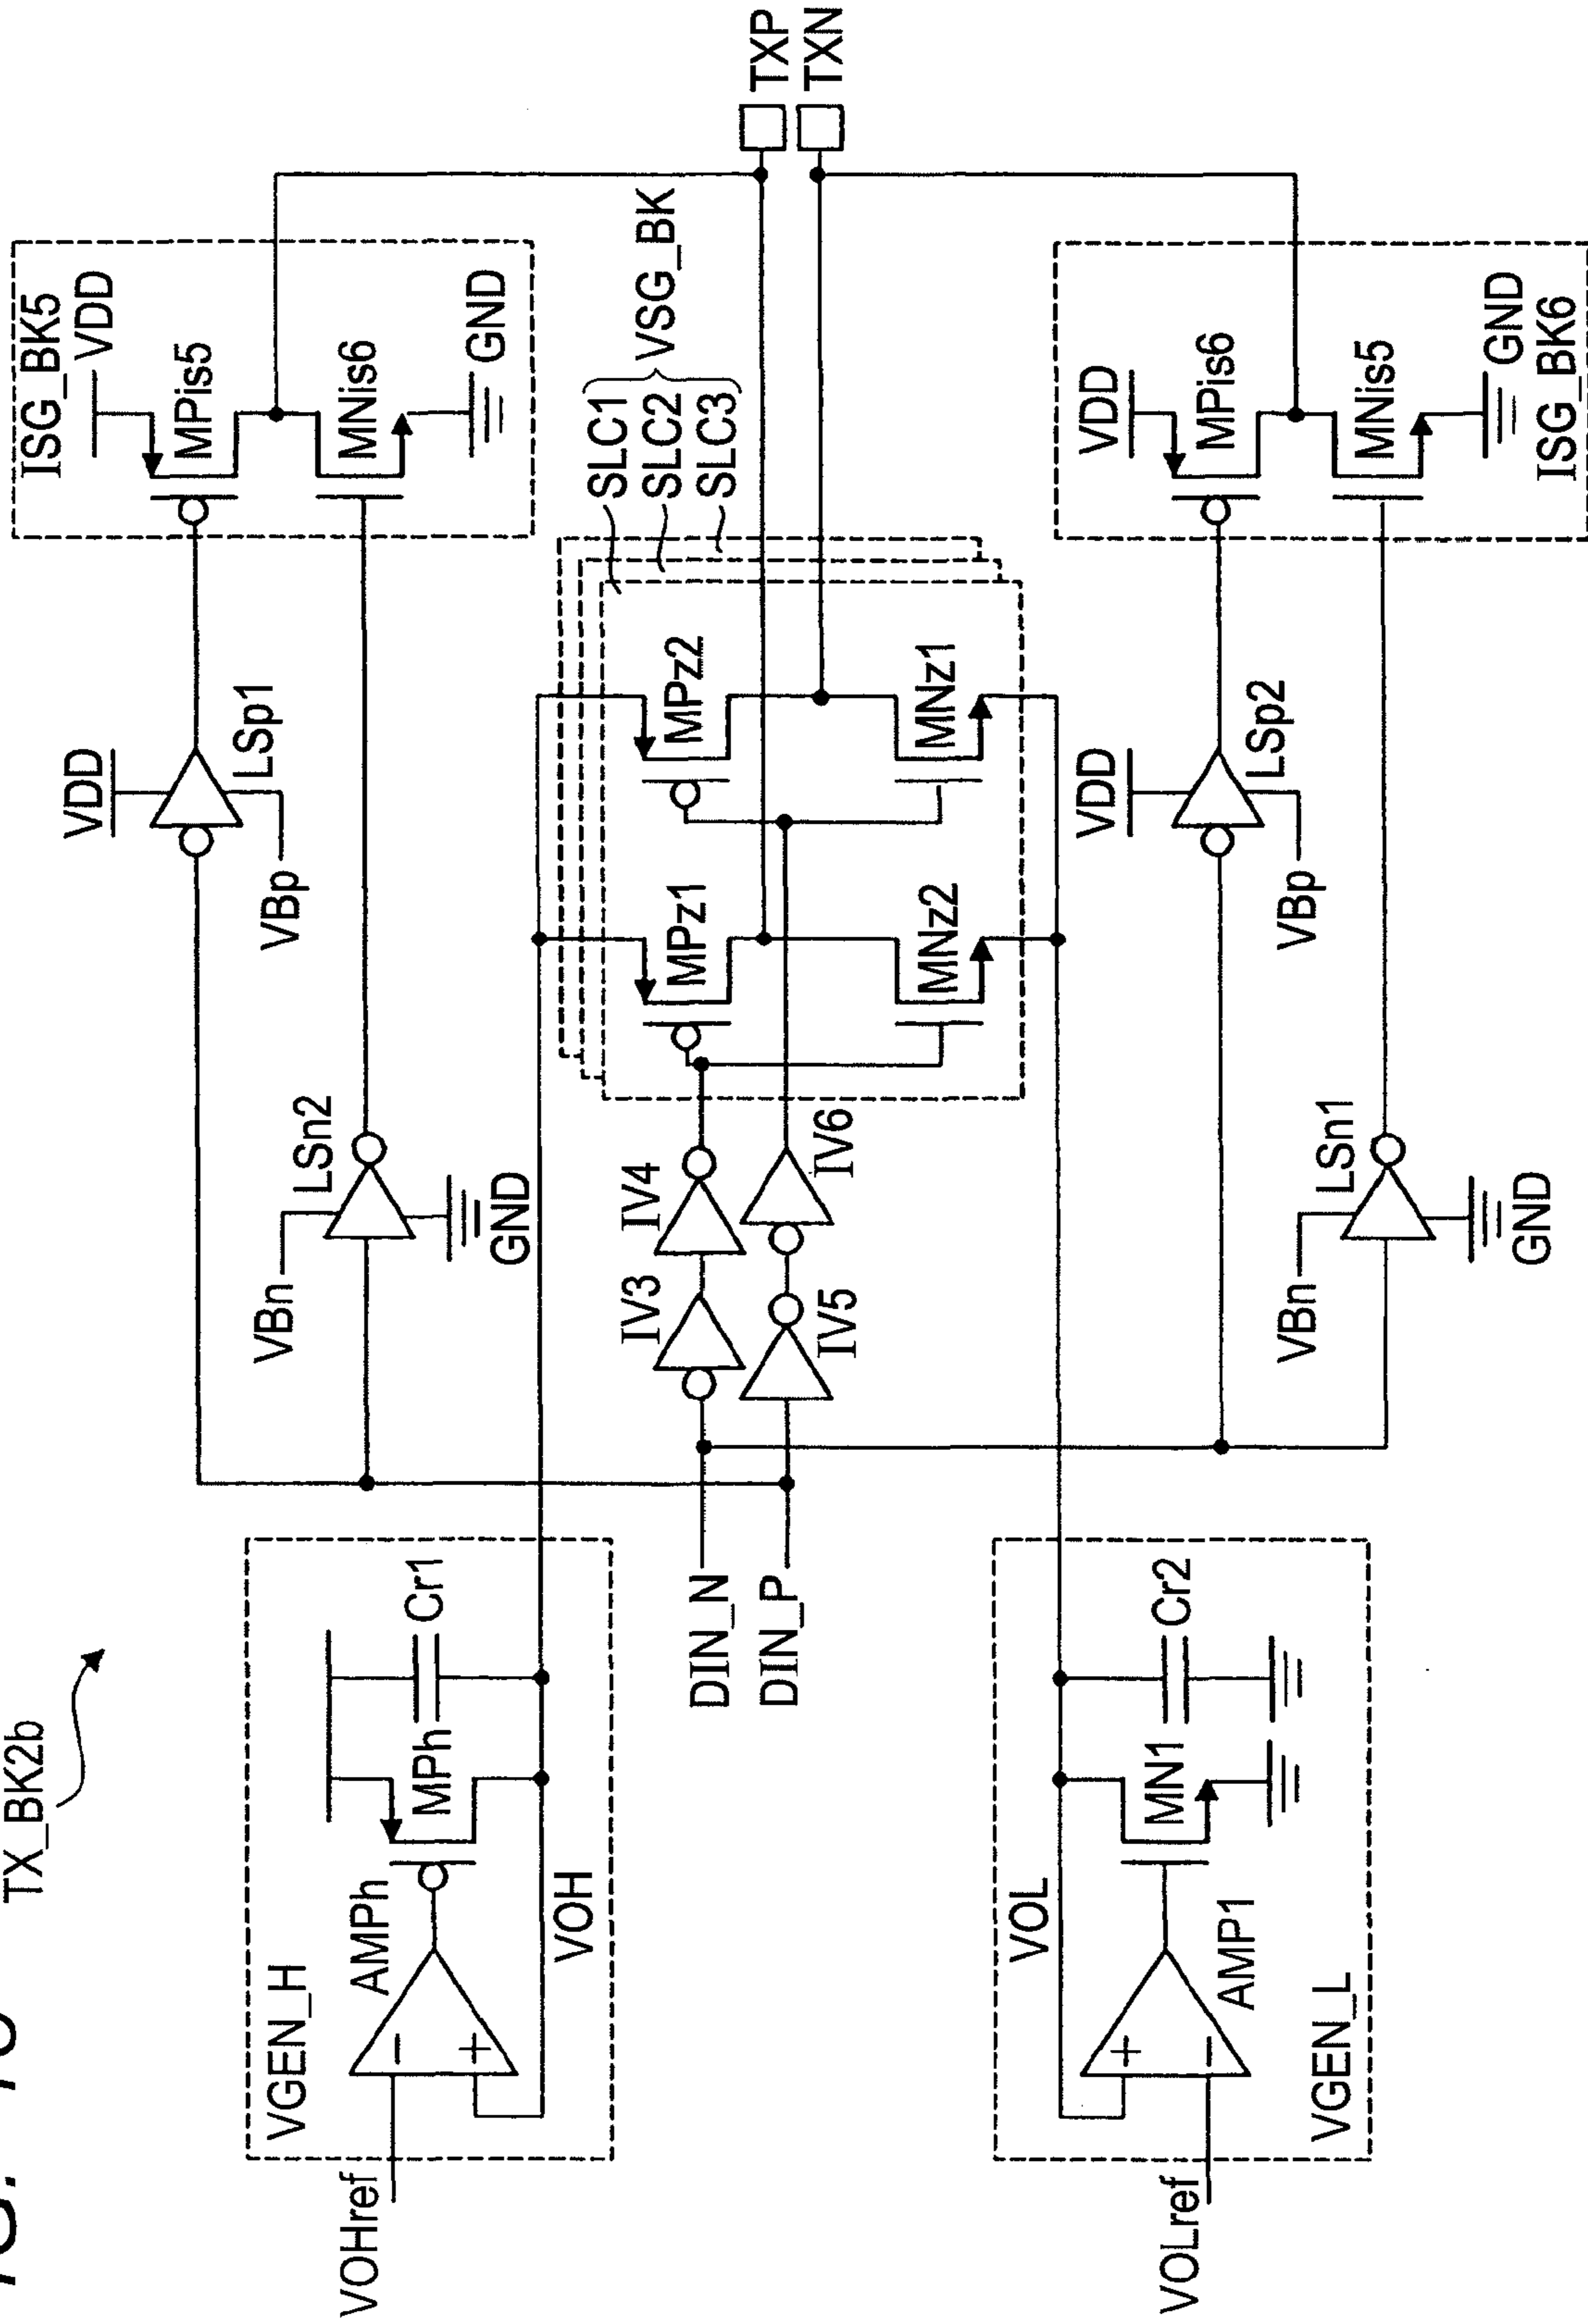 TX_BK2b
VGEN_H
AMPh
MPh
Cr1
VOH
VOHref
VDD
VBp
LSp1
VBn
LSn2
GND
ISG_BK5
VDD
MPis5
MNis6
GND
SLC1
SLC2
SLC3
VSG_BK
TXP
TXN
DIN_N
DIN_P
IV3
IV4
IV5
IV6
MPz1
MPz2
MNz2
MNz1
VGEN_L
AMP1
MN1
Cr2
VOL
VOLref
VDD
VBp
LSp2
VBn
LSn1
GND
VDD
MPis6
MNis5
GND
ISG_BK6